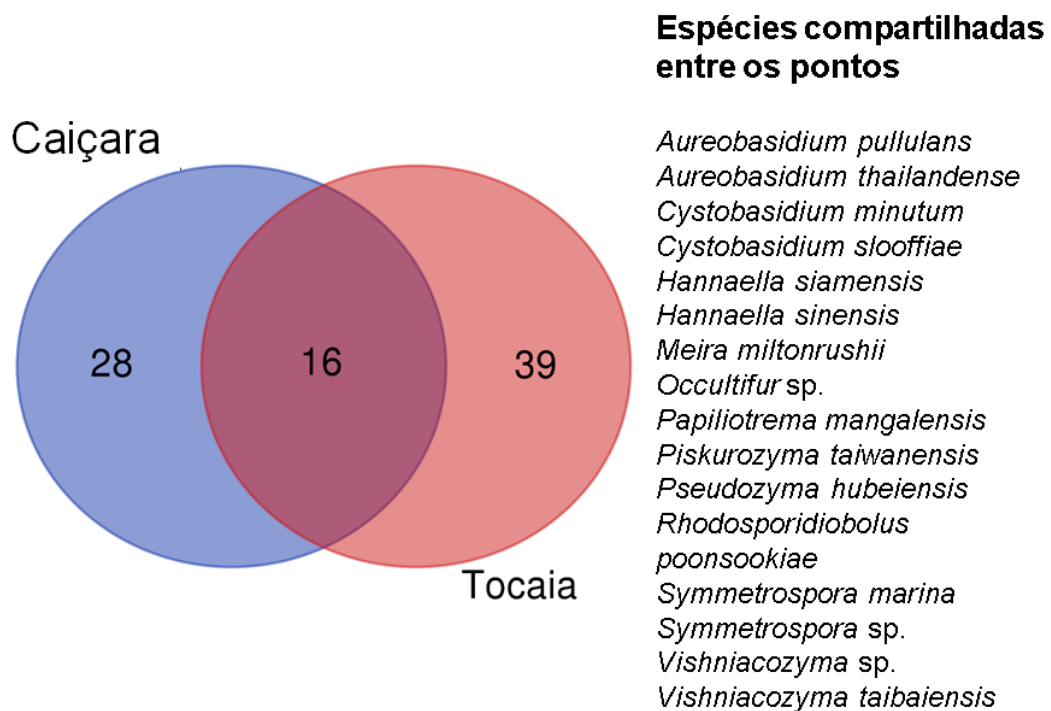 Espécies compartilhadas
entre os pontos
Caiçara
28
16
39
Tocaia
Aureobasidium pullulans
Aureobasidium thailandense
Cystobasidium minutum
Cystobasidium slooffiae
Hannaella siamensis
Hannaella sinensis
Meira miltonrushii
Occultifur sp.
Papiliotrema mangalensis
Piskurozyma taiwanensis
Pseudozyma hubeiensis
Rhodosporidiobolus
poonsookiae
Symmetrospora marina
Symmetrospora sp.
Vishniacozyma sp.
Vishniacozyma taibaiensis